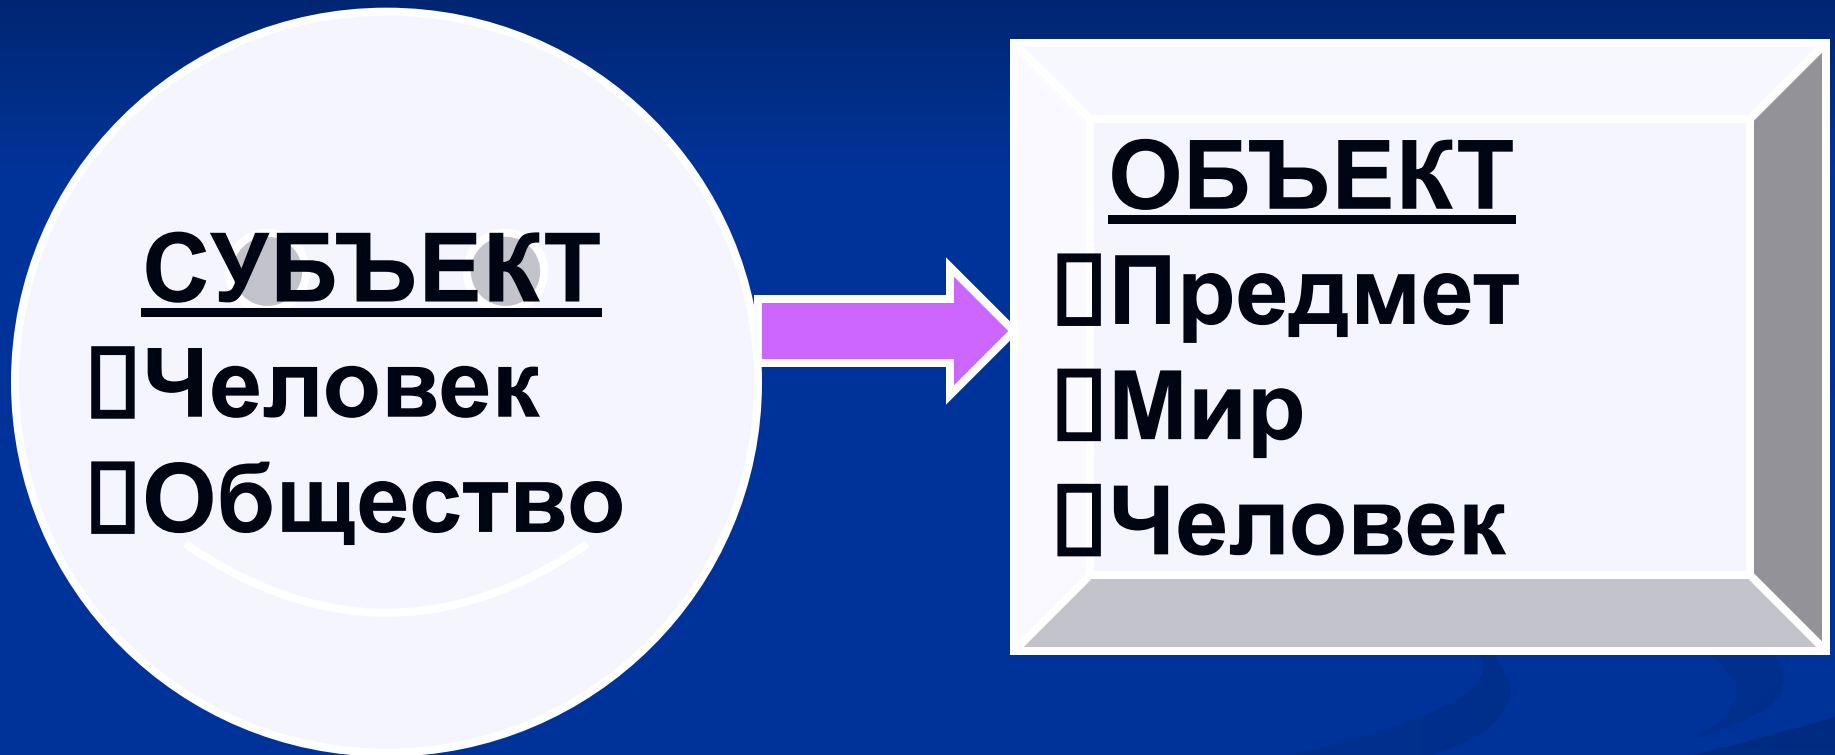 СУБЪЕКТ
▯Человек
▯Общество
ОБЪЕКТ
▯Предмет
▯Мир
▯Человек